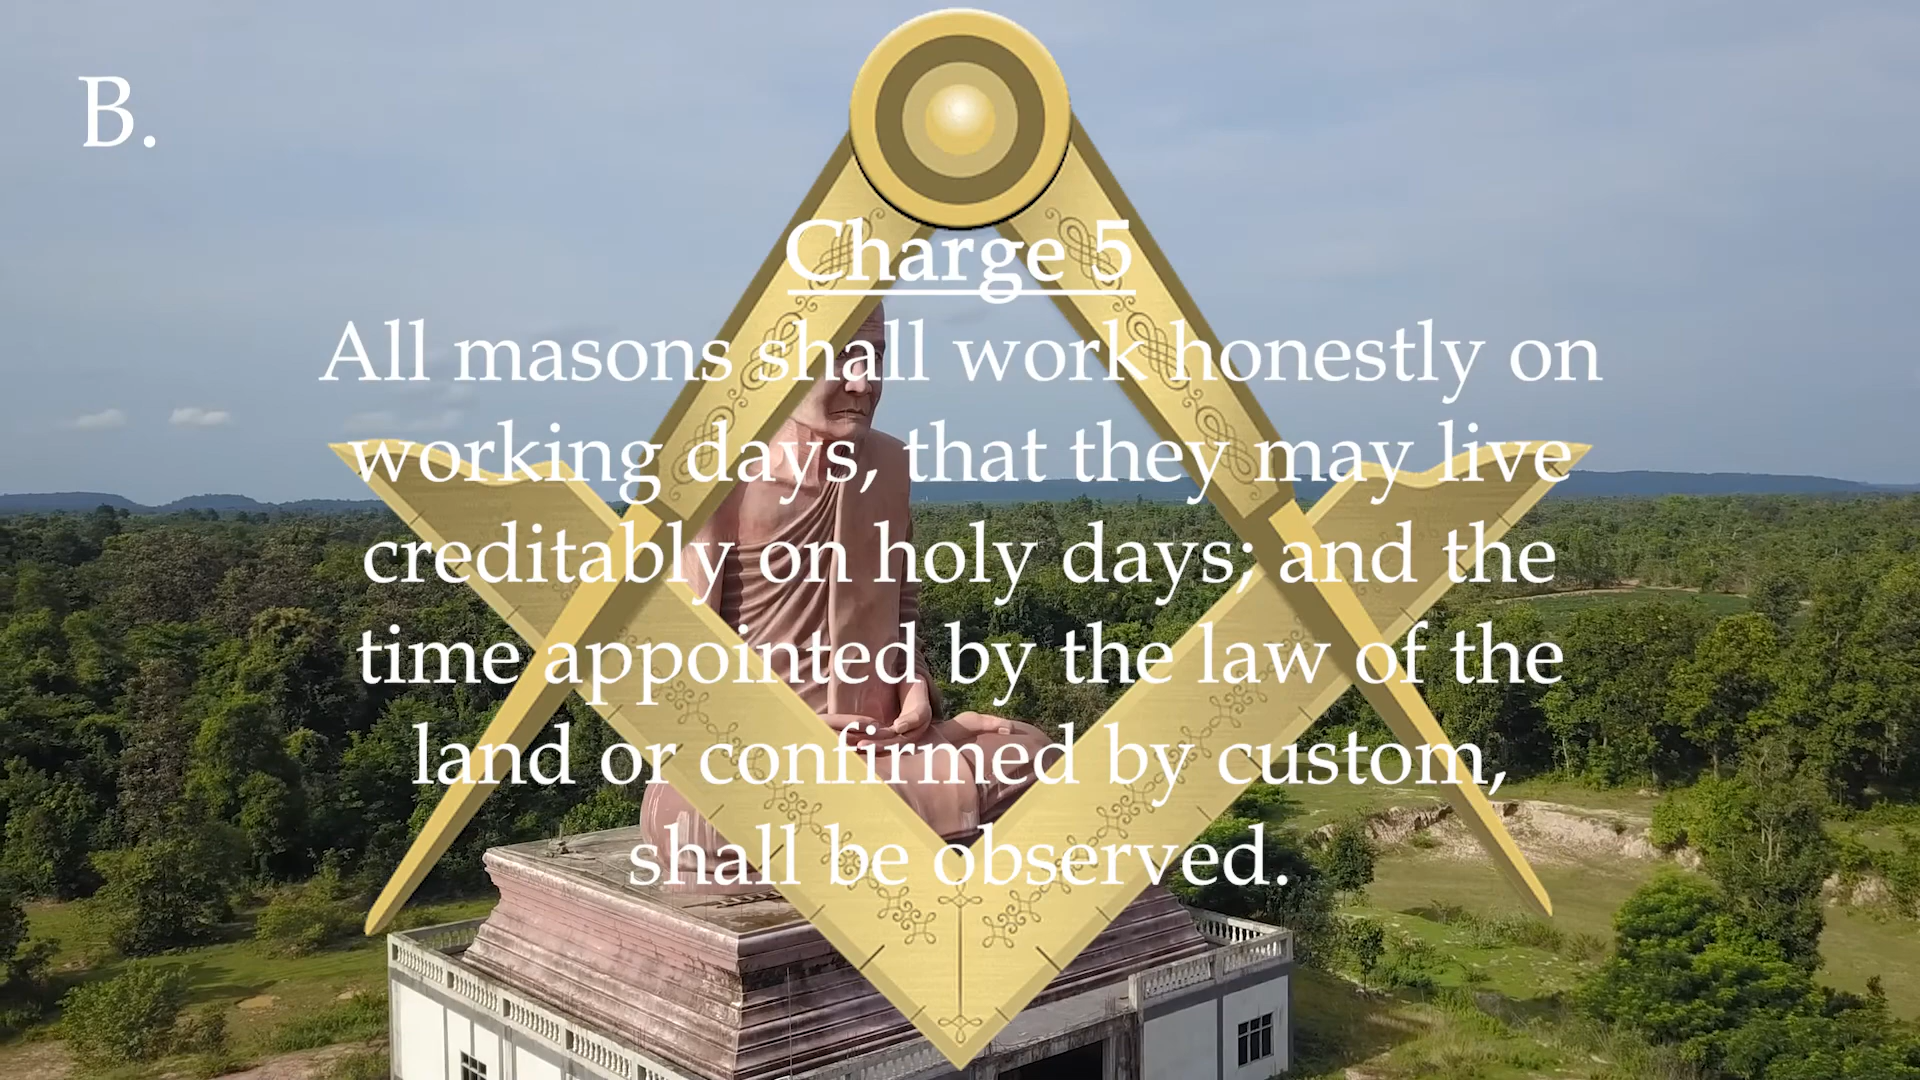 B.
Charge 5
All masons shall work honestly on
working days, that they may live
creditably on holy days; and the
time appointed by the law of the
land or confirmed by custom,
shall be observed.